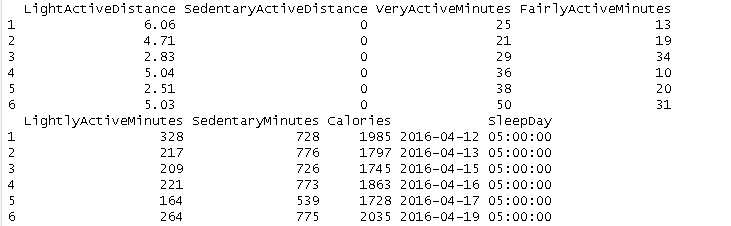 LightActiveDistance SedentaryActiveDistance VeryActiveMinutes FairlyActiveMinutes
1 6.06 0 25 13
2 4.71 0 21 19
3 2.83 0 29 34
4 5.04 0 36 10
5 2.51 0 38 20
6 5.03 0 50 31
LightlyActiveMinutes SedentaryMinutes Calories SleepDay
1 328 728 1985 2016-04-12 05:00:00
2 217 776 1797 2016-04-13 05:00:00
3 209 726 1745 2016-04-15 05:00:00
4 221 773 1863 2016-04-16 05:00:00
5 164 539 1728 2016-04-17 05:00:00
6 264 775 2035 2016-04-19 05:00:00